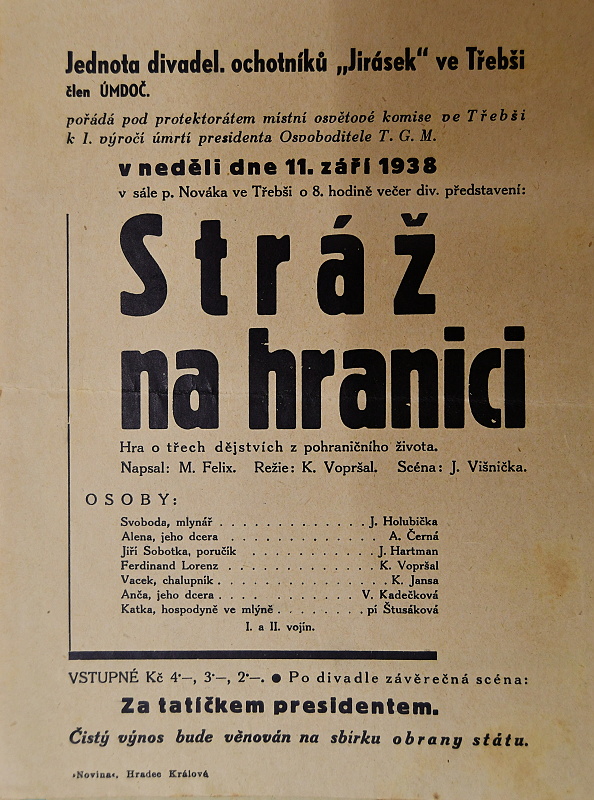 Jednota divadel. ochotníků „Jirásek“ ve Třebši
člen ÚMDOČ.
pořádá pod protektorátem místní osvětové komise ve Třebši
k 1. výročí úmrtí presidenta Osvoboditele T. G. M.
v neděli dne 11. září 1938
v sále p. Nováka ve Třebši o 8. hodině večer div. představení:
Stráž
na hranici
Hra o třech dějstvích z pohraničního života.
Napsal: M. Felix. Režie: K. Vopršal. Scéna: J. Višnička.
OSOBY:
Svoboda, mlynář . . . . . . . . . . . . . J. Holubička
Alena, jeho dcera . . . . . . . . . . . . A. Černá
Jiří Sobotka, poručík . . . . . . . . . . . J. Hartman
Ferdinand Lorenz . . . . . . . . . . . . K. Vopršal
Vacek, chalupník . . . . . . . . . . . . . K. Jansa
Anča, jeho dcera . . . . . . . . . . . V. Kadečková
Katka, hospodyně ve mlýně . . . . . . . . pí Štusáková
I. a II. vojín.
VSTUPNÉ Kč 4·—, 3·—, 2·—. ● Po divadle závěrečná scéna:
Za tatíčkem presidentem.
Čistý výnos bude věnován na sbírku obrany státu.
»Novina«, Hradec Králové